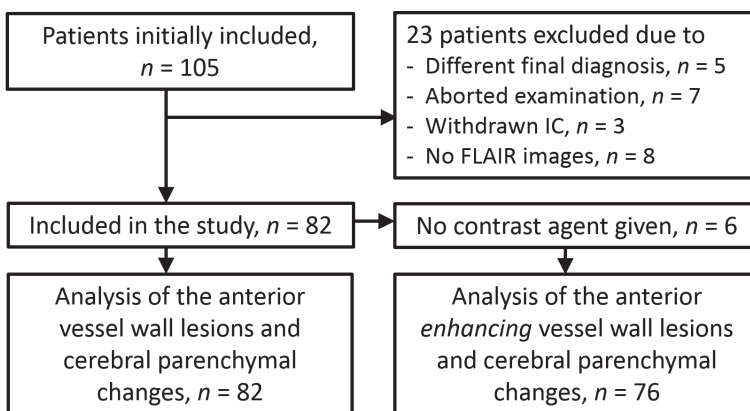 Patients initially included,
n = 105
23 patients excluded due to
- Different final diagnosis, n = 5
- Aborted examination, n = 7
- Withdrawn IC, n = 3
- No FLAIR images, n = 8
Included in the study, n = 82
No contrast agent given, n = 6
Analysis of the anterior
vessel wall lesions and
cerebral parenchymal
changes, n = 82
Analysis of the anterior
enhancing vessel wall lesions
and cerebral parenchymal
changes, n = 76